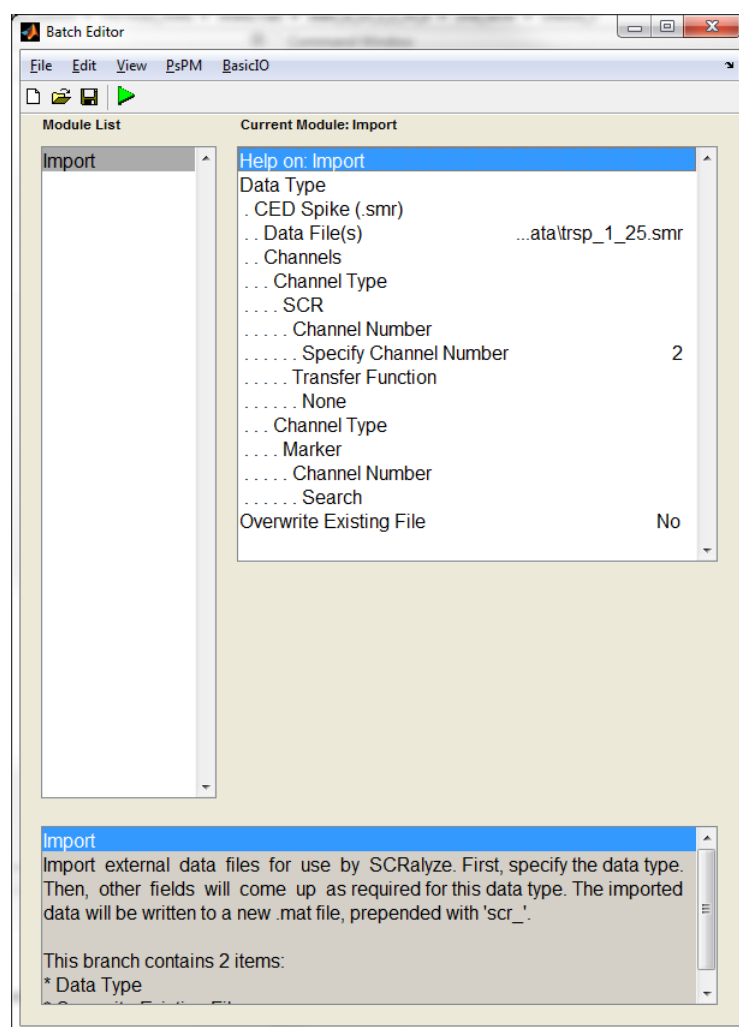 Batch Editor
File Edit View PsPM BasicIO
Module List
Current Module: Import
Import
Help on: Import
Data Type
. CED Spike (.smr)
. . Data File(s) ...ata\trsp_1_25.smr
. . Channels
. . . Channel Type
. . . . SCR
. . . . . Channel Number
. . . . . . Specify Channel Number 2
. . . . . Transfer Function
. . . . . . None
. . . Channel Type
. . . . Marker
. . . . . Channel Number
. . . . . . Search
Overwrite Existing File No
Import
Import external data files for use by SCRalyze. First, specify the data type.
Then, other fields will come up as required for this data type. The imported
data will be written to a new .mat file, prepended with 'scr_'.
This branch contains 2 items:
* Data Type